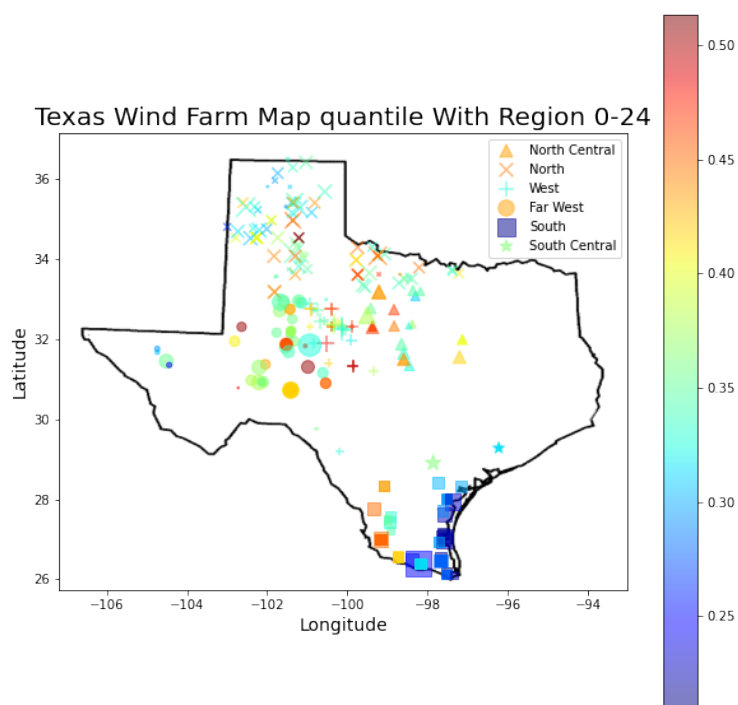 Texas Wind Farm Map quantile With Region 0-24
North Central
North
West
Far West
South
South Central
Latitude
36
34
32
30
28
26
−106
−104
−102
−100
−98
−96
−94
Longitude
0.50
0.45
0.40
0.35
0.30
0.25